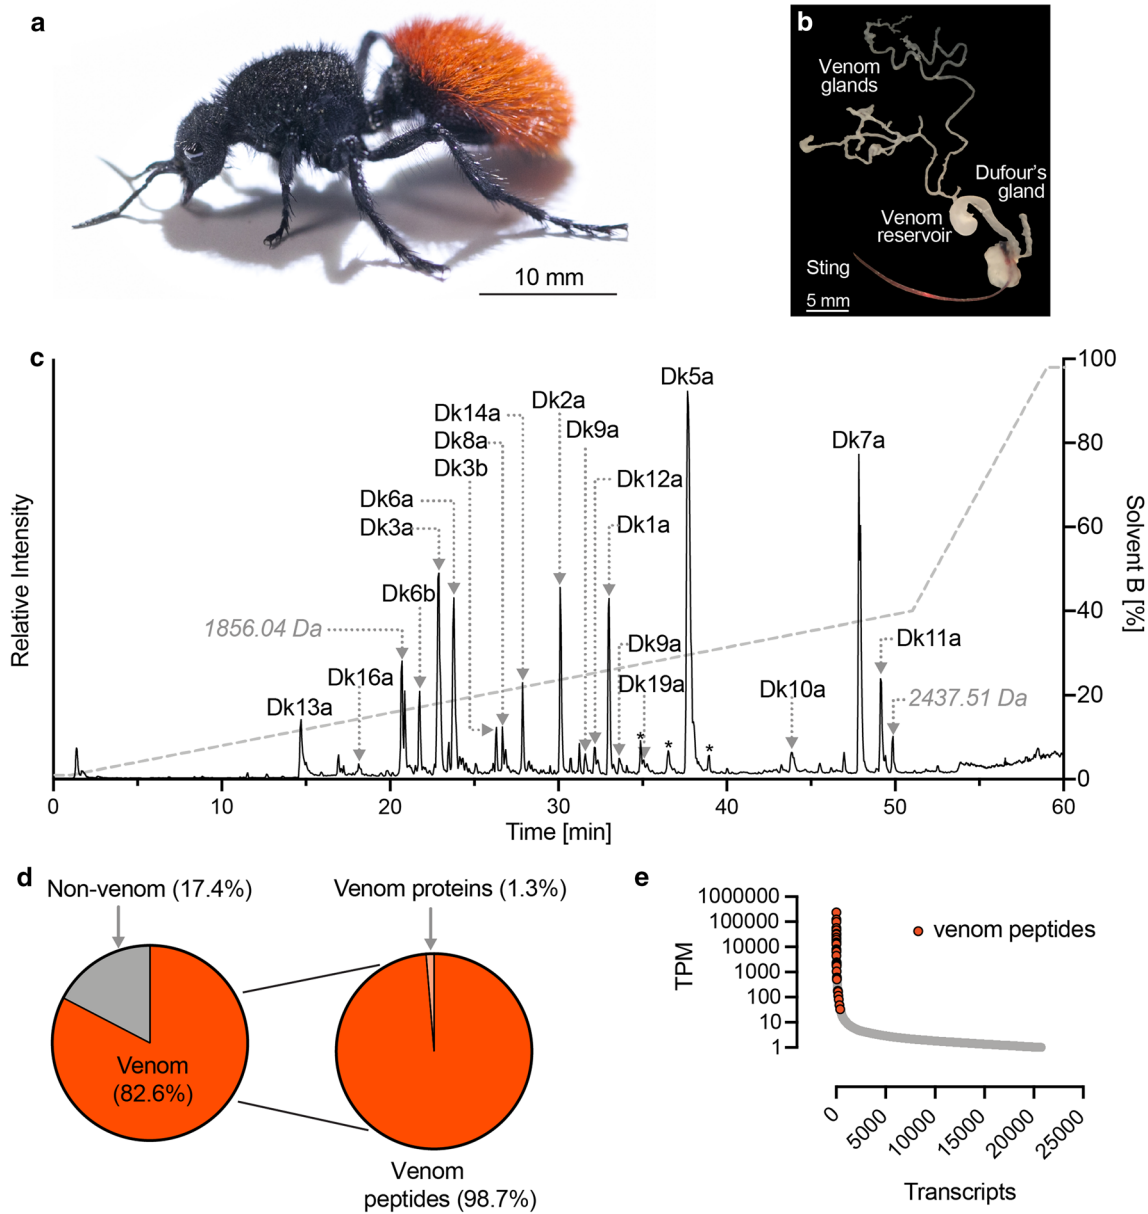 a
10 mm
b
Venom
glands
Dufour's
gland
Venom
reservoir
Sting
5 mm
c
Relative Intensity
Dk5a
Dk2a
Dk14a
Dk9a
Dk8a
Dk7a
Dk3b
Dk12a
Dk6a
Dk3a
Dk1a
Dk6b
1856.04 Da
Dk9a
Dk11a
Dk16a
Dk19a
Dk10a
2437.51 Da
Dk13a
* * *
100
80
60
40
20
0
Solvent B [%]
0 10 20 30 40 50 60
Time [min]
d
Non-venom (17.4%)
Venom
(82.6%)
Venom proteins (1.3%)
Venom
peptides (98.7%)
e
TPM
1000000
100000
10000
1000
100
10
1
venom peptides
0 5000 10000 15000 20000 25000
Transcripts